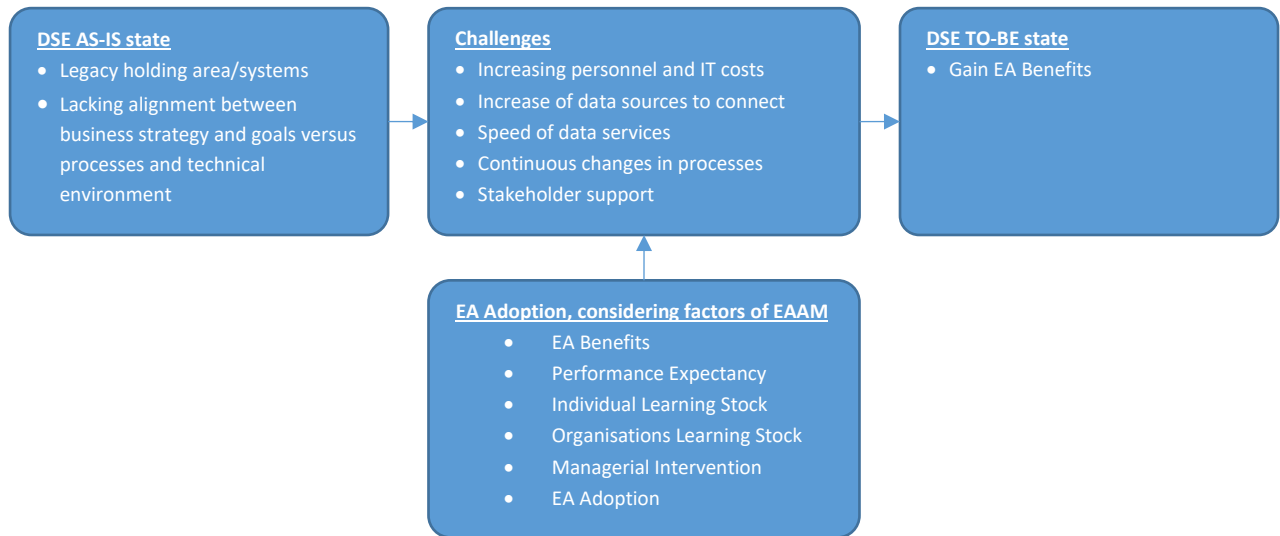 DSE AS-IS state
• Legacy holding area/systems
• Lacking alignment between
business strategy and goals versus
processes and technical
environment
Challenges
• Increasing personnel and IT costs
• Increase of data sources to connect
• Speed of data services
• Continuous changes in processes
• Stakeholder support
DSE TO-BE state
• Gain EA Benefits
EA Adoption, considering factors of EAAM
• EA Benefits
• Performance Expectancy
• Individual Learning Stock
• Organisations Learning Stock
• Managerial Intervention
• EA Adoption